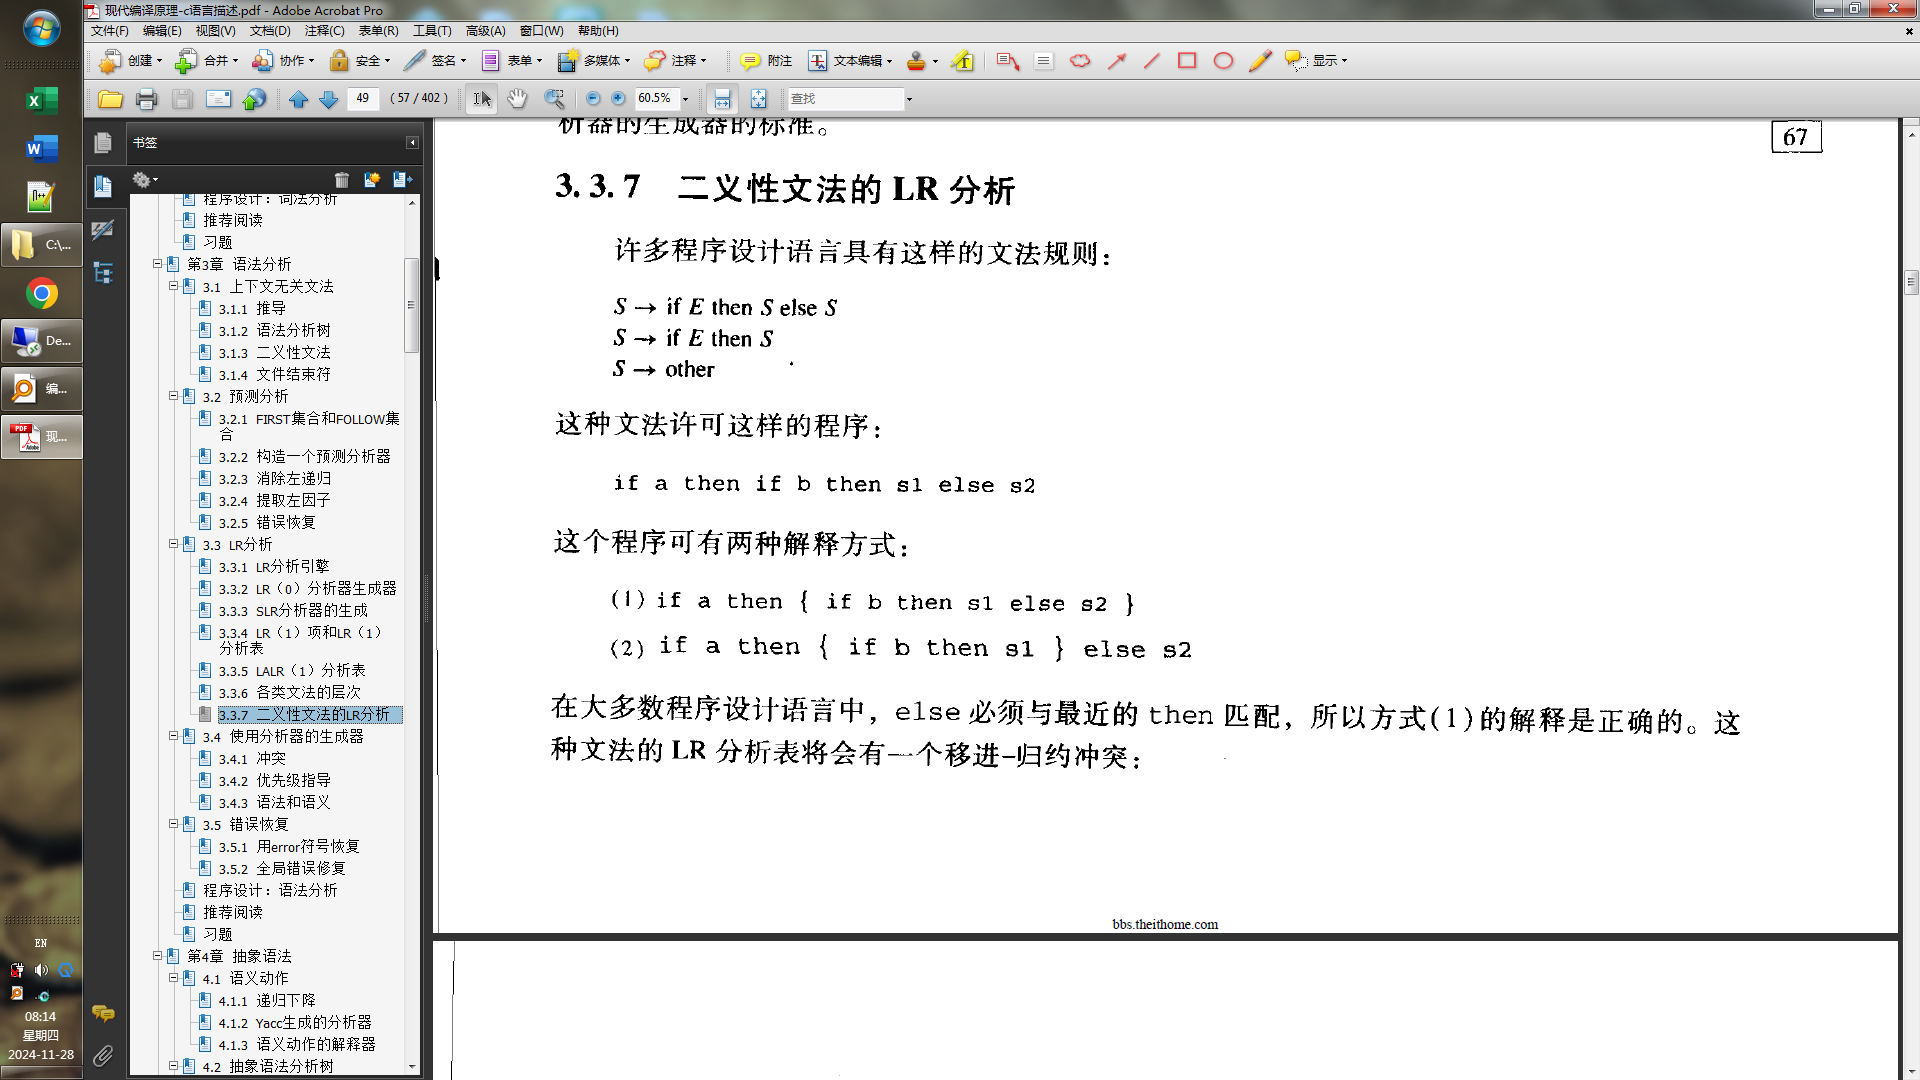 现代编译原理-c语言描述.pdf - Adobe Acrobat Pro
文件(F) 编辑(E) 视图(V) 文档(D) 注释(C) 表单(R) 工具(T) 高级(A) 窗口(W) 帮助(H)
创建 合并 协作 安全 签名 表单 多媒体 注释 附注 文本编辑 显示
49 (57 / 402) 60.5% 查找
书签
程序设计：词法分析
推荐阅读
习题
第3章 语法分析
3.1 上下文无关文法
3.1.1 推导
3.1.2 语法分析树
3.1.3 二义性文法
3.1.4 文件结束符
3.2 预测分析
3.2.1 FIRST集合和FOLLOW集
合
3.2.2 构造一个预测分析器
3.2.3 消除左递归
3.2.4 提取左因子
3.2.5 错误恢复
3.3 LR分析
3.3.1 LR分析引擎
3.3.2 LR（0）分析器生成器
3.3.3 SLR分析器的生成
3.3.4 LR（1）项和LR（1）
分析表
3.3.5 LALR（1）分析表
3.3.6 各类文法的层次
3.3.7 二义性文法的LR分析
3.4 使用分析器的生成器
3.4.1 冲突
3.4.2 优先级指导
3.4.3 语法和语义
3.5 错误恢复
3.5.1 用error符号恢复
3.5.2 全局错误修复
程序设计：语法分析
推荐阅读
习题
第4章 抽象语法
4.1 语义动作
4.1.1 递归下降
4.1.2 Yacc生成的分析器
4.1.3 语义动作的解释器
4.2 抽象语法分析树
析器的生成器的标准。
67
3.3.7 二义性文法的 LR 分析
许多程序设计语言具有这样的文法规则：
S → if E then S else S
S → if E then S
S → other
这种文法许可这样的程序：
if a then if b then s1 else s2
这个程序可有两种解释方式：
(1) if a then { if b then s1 else s2 }
(2) if a then { if b then s1 } else s2
在大多数程序设计语言中，else 必须与最近的 then 匹配，所以方式(1)的解释是正确的。这
种文法的 LR 分析表将会有一个移进-归约冲突：
bbs.theithome.com
C:\...
De...
编...
现...
EN
08:14
星期四
2024-11-28